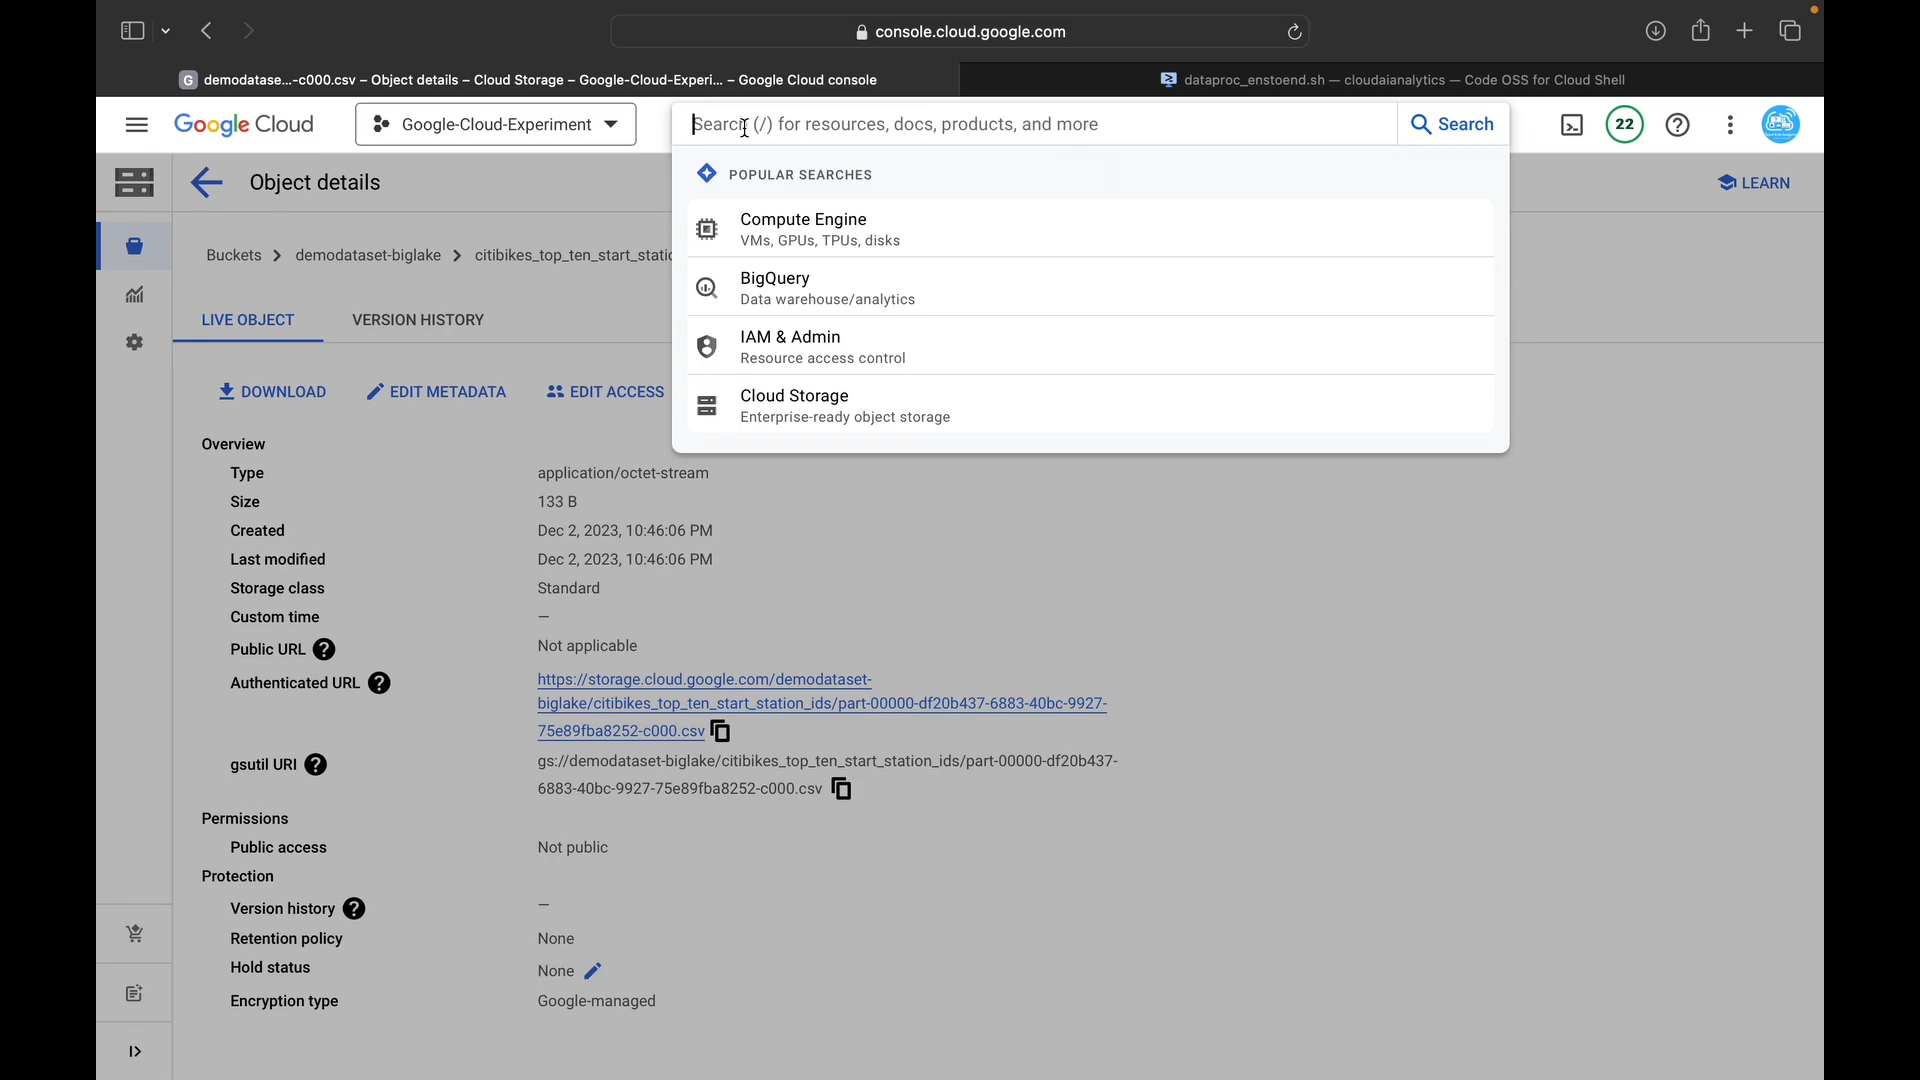 console.cloud.google.com
G demodatase...-c000.csv – Object details – Cloud Storage – Google-Cloud-Experi... – Google Cloud console
dataproc_enstoend.sh — cloudaianalytics — Code OSS for Cloud Shell
Google Cloud
Google-Cloud-Experiment
Search (/) for resources, docs, products, and more
Search
22
Object details
LEARN
POPULAR SEARCHES
Compute Engine
VMs, GPUs, TPUs, disks
BigQuery
Data warehouse/analytics
IAM & Admin
Resource access control
Cloud Storage
Enterprise-ready object storage
Buckets > demodataset-biglake > citibikes_top_ten_start_static
LIVE OBJECT
VERSION HISTORY
DOWNLOAD
EDIT METADATA
EDIT ACCESS
Overview
Type application/octet-stream
Size 133 B
Created Dec 2, 2023, 10:46:06 PM
Last modified Dec 2, 2023, 10:46:06 PM
Storage class Standard
Custom time —
Public URL ? Not applicable
Authenticated URL ? https://storage.cloud.google.com/demodataset-
biglake/citibikes_top_ten_start_station_ids/part-00000-df20b437-6883-40bc-9927-
75e89fba8252-c000.csv
gsutil URI ? gs://demodataset-biglake/citibikes_top_ten_start_station_ids/part-00000-df20b437-
6883-40bc-9927-75e89fba8252-c000.csv
Permissions
Public access Not public
Protection
Version history ? —
Retention policy None
Hold status None
Encryption type Google-managed